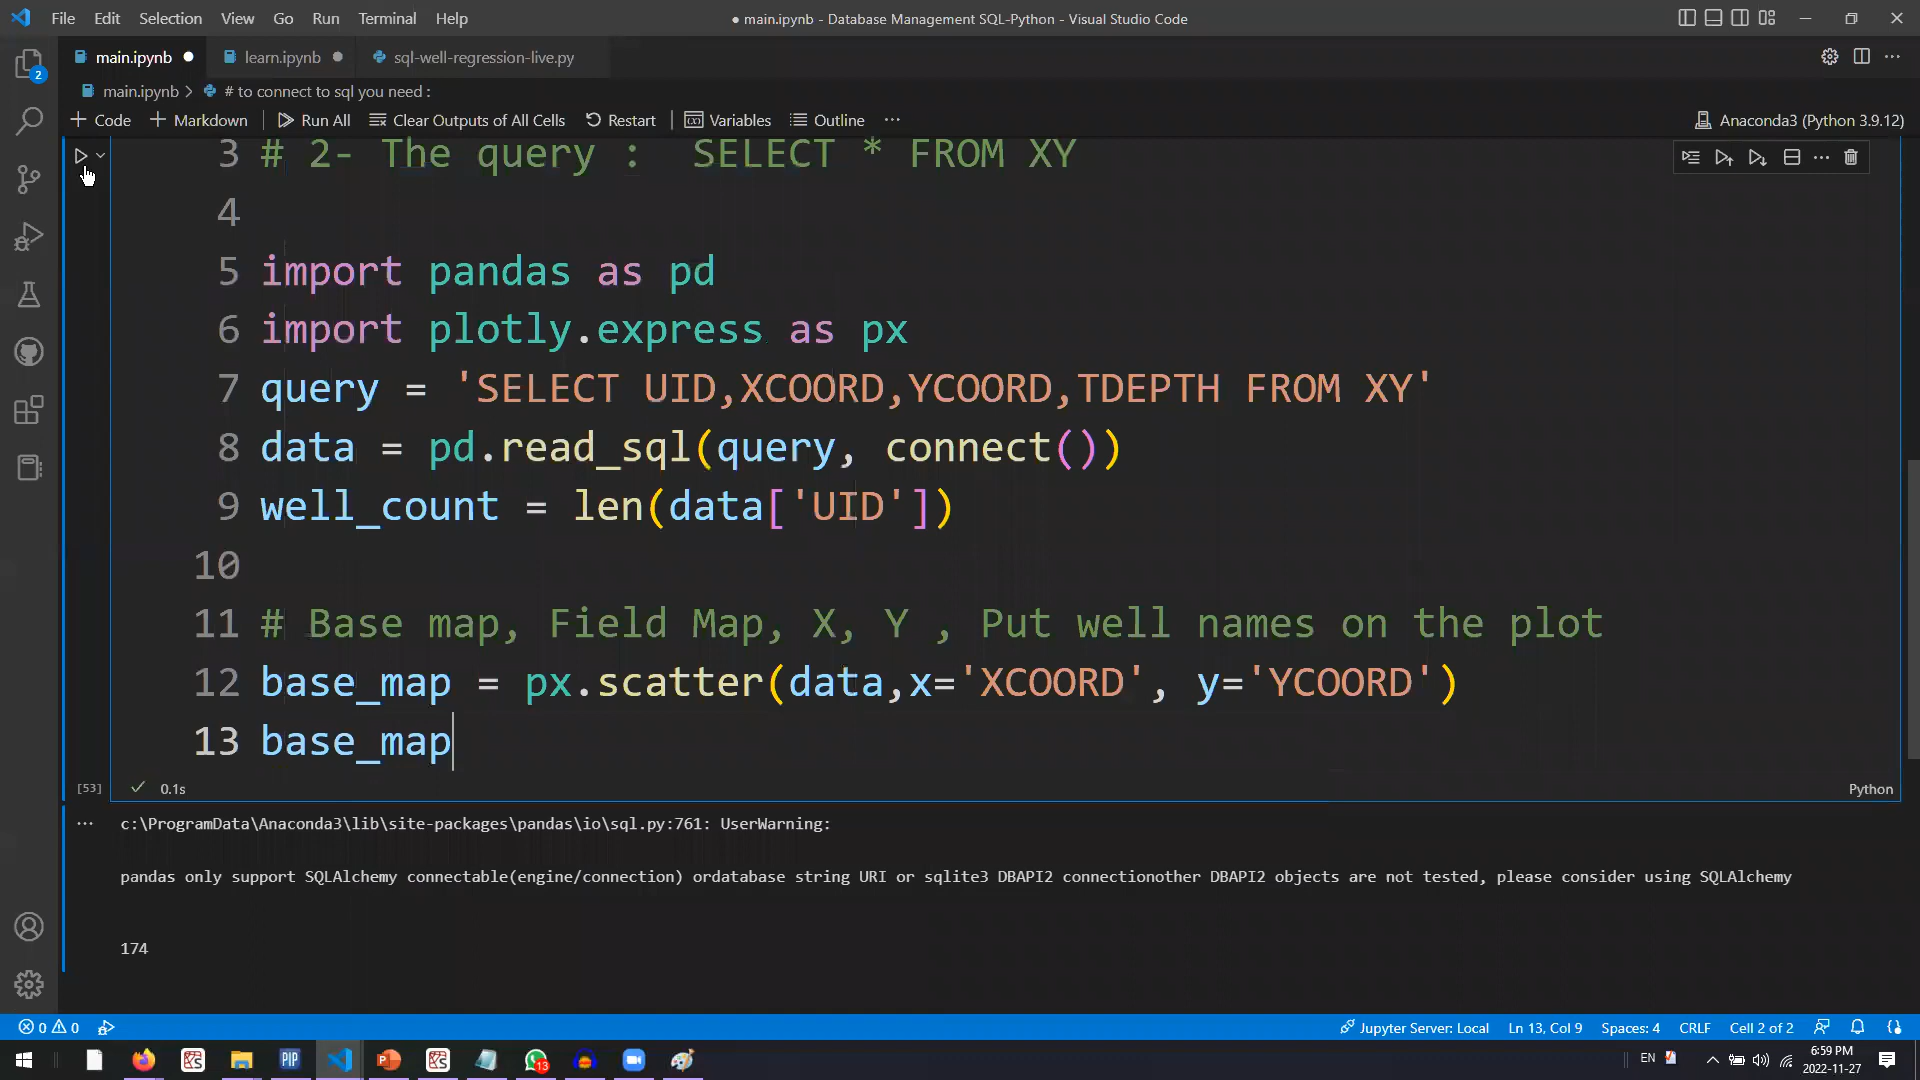 File Edit Selection View Go Run Terminal Help
● main.ipynb - Database Management SQL-Python - Visual Studio Code
main.ipynb ● learn.ipynb ● sql-well-regression-live.py
main.ipynb > # to connect to sql you need :
+ Code + Markdown Run All Clear Outputs of All Cells Restart Variables Outline ...
Anaconda3 (Python 3.9.12)
2
3 # 2- The query :  SELECT * FROM XY
4
5 import pandas as pd
6 import plotly.express as px
7 query = 'SELECT UID,XCOORD,YCOORD,TDEPTH FROM XY'
8 data = pd.read_sql(query, connect())
9 well_count = len(data['UID'])
10
11 # Base map, Field Map, X, Y , Put well names on the plot
12 base_map = px.scatter(data,x='XCOORD', y='YCOORD')
13 base_map
[53] 0.1s Python
c:\ProgramData\Anaconda3\lib\site-packages\pandas\io\sql.py:761: UserWarning:
pandas only support SQLAlchemy connectable(engine/connection) ordatabase string URI or sqlite3 DBAPI2 connectionother DBAPI2 objects are not tested, please consider using SQLAlchemy
174
0 0 Jupyter Server: Local Ln 13, Col 9 Spaces: 4 CRLF Cell 2 of 2
PIP 13 EN 6:59 PM
2022-11-27